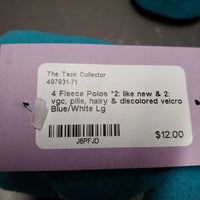 The Tack Collector
497931-71
4 Fleece Polos *2: like new & 2:
vgc, pills, hairy & discolored velcro
Blue/White Lg
J6PFJD
$12.00